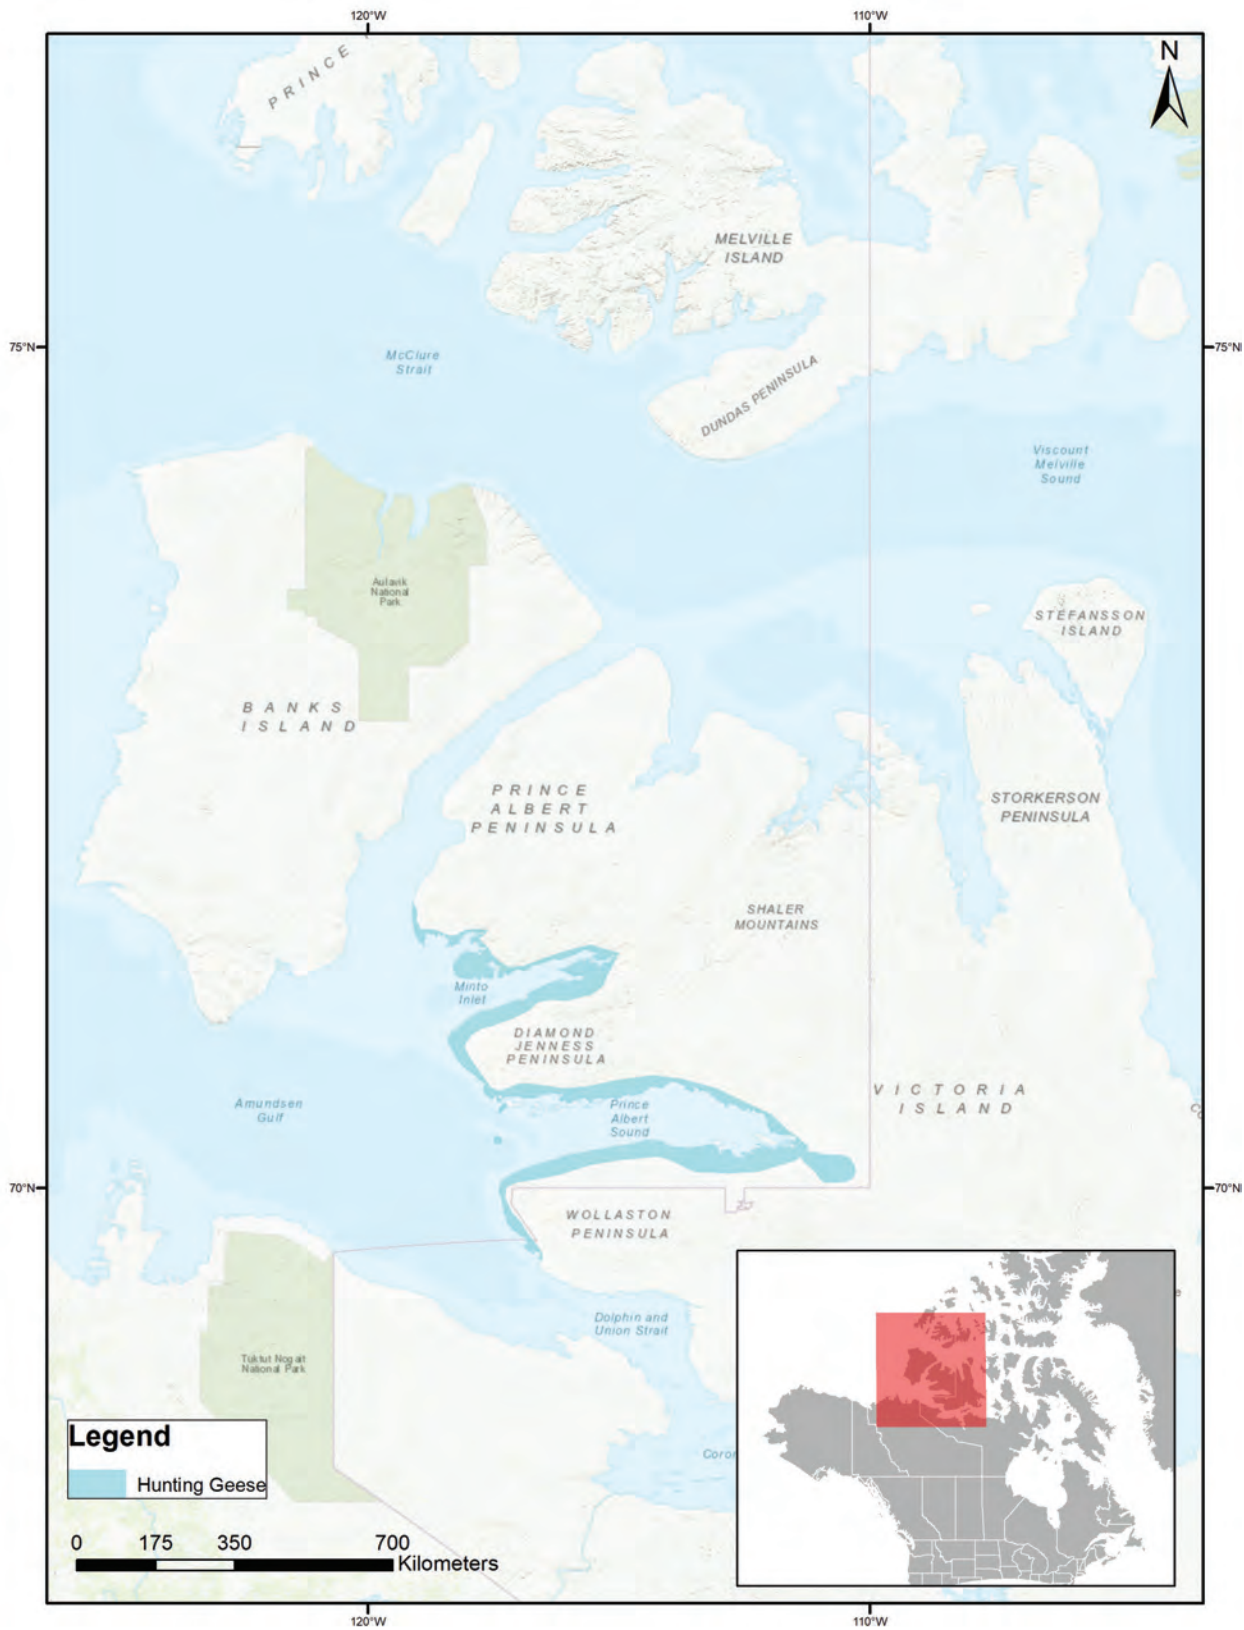 120°W
110°W
N
PRINCE
MELVILLE
ISLAND
75°N
75°N
McClure
Strait
DUNDAS PENINSULA
Viscount
Melville
Sound
Aulavik
National
Park
STEFANSSON
ISLAND
BANKS
ISLAND
PRINCE
ALBERT
PENINSULA
STORKERSON
PENINSULA
SHALER
MOUNTAINS
Minto
Inlet
DIAMOND
JENNESS
PENINSULA
VICTORIA
ISLAND
Amundsen
Gulf
Prince
Albert
Sound
70°N
70°N
WOLLASTON
PENINSULA
Dolphin and
Union Strait
Tuktut Nogait
National Park
Coron
Legend
Hunting Geese
0 175 350 700
Kilometers
120°W
110°W